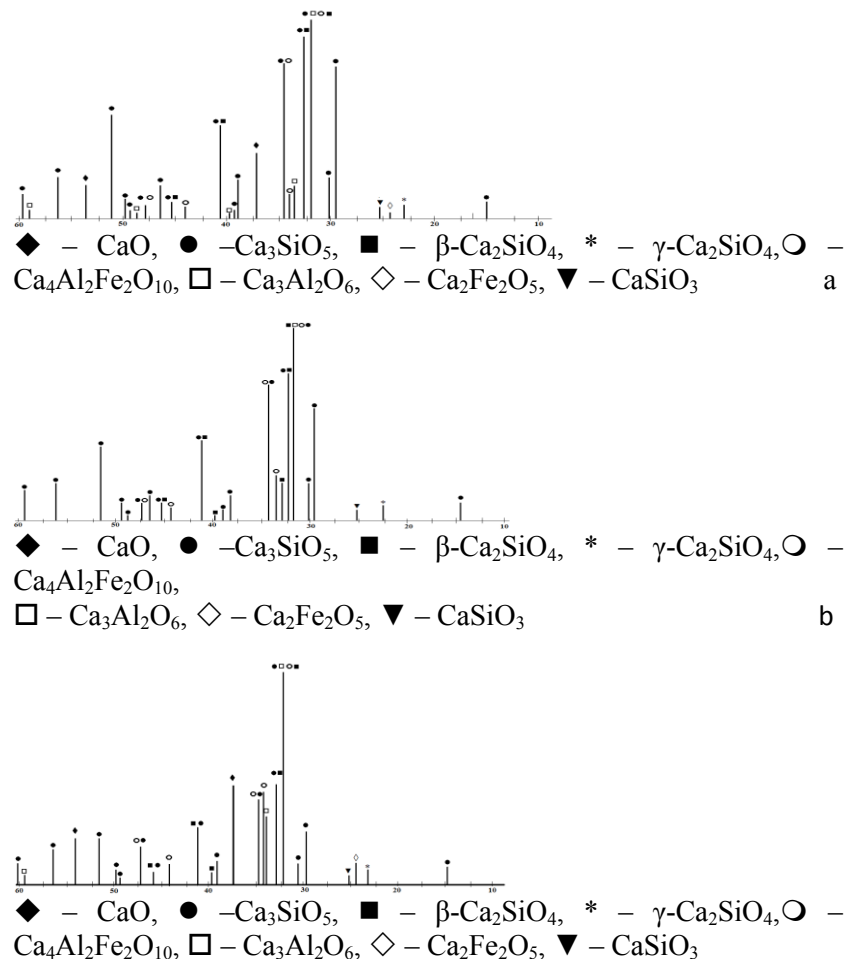 60 50 40 30 20 10
◆ – CaO, ● –Ca₃SiO₅, ■ – β-Ca₂SiO₄, * – γ-Ca₂SiO₄,❍ –
Ca₄Al₂Fe₂O₁₀, □ – Ca₃Al₂O₆, ◇ – Ca₂Fe₂O₅, ▼ – CaSiO₃ a
60 50 40 30 20 10
◆ – CaO, ● –Ca₃SiO₅, ■ – β-Ca₂SiO₄, * – γ-Ca₂SiO₄,❍ –
Ca₄Al₂Fe₂O₁₀,
□ – Ca₃Al₂O₆, ◇ – Ca₂Fe₂O₅, ▼ – CaSiO₃ b
60 50 40 30 20 10
◆ – CaO, ● –Ca₃SiO₅, ■ – β-Ca₂SiO₄, * – γ-Ca₂SiO₄,❍ –
Ca₄Al₂Fe₂O₁₀, □ – Ca₃Al₂O₆, ◇ – Ca₂Fe₂O₅, ▼ – CaSiO₃